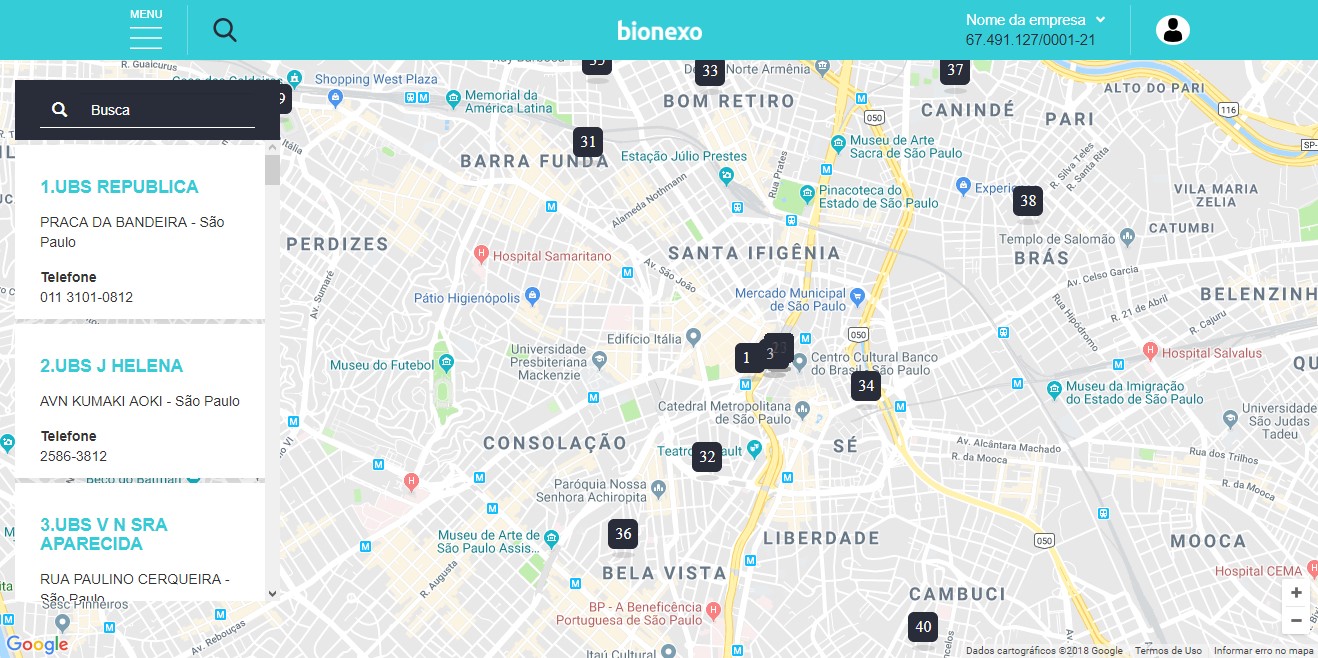 MENU
bionexo
Nome da empresa
67.491.127/0001-21
Busca
1.UBS REPUBLICA
PRACA DA BANDEIRA - São
Paulo
Telefone
011 3101-0812
2.UBS J HELENA
AVN KUMAKI AOKI - São Paulo
Telefone
2586-3812
3.UBS V N SRA
APARECIDA
RUA PAULINO CERQUEIRA -
São Paulo
R. Guaicurus
Shopping West Plaza
Memorial da
América Latina
33
Norte Armênia
37
ALTO DO PARI
BOM RETIRO
CANINDÉ
PARI
116
050
31
BARRA FUNDA
Estação Júlio Prestes
Museu de Arte
Sacra de São Paulo
Rua Prates
R. Silva Teles
R. Santa Rita
Alameda Nothmann
Pinacoteca do
Estado de São Paulo
38
VILA MARIA
ZELIA
CATUMBI
PERDIZES
Hospital Samaritano
SANTA IFIGÊNIA
Templo de Salomão
BRÁS
Av. Sumaré
Av. São João
Av. Celso Garcia
Pátio Higienópolis
Mercado Municipal
de São Paulo
BELENZINH
R. 21 de Abril
R. Cajuru
Rua Hipódromo
Edifício Itália
050
Universidade
Presbiteriana
Mackenzie
1
3
Centro Cultural Banco
do Brasil São Paulo
Hospital Salvalus
QU
Museu do Futebol
34
Museu da Imigração
do Estado de São Paulo
Catedral Metropolitana
de São Paulo
Universidade
São Judas
Tadeu
CONSOLAÇÃO
SÉ
Av. Alcântara Machado
R. da Mooca
Rua dos Trilhos
32
R. da Mooca
Paróquia Nossa
Senhora Achiropita
Museu de Arte de
São Paulo Assis...
36
LIBERDADE
050
MOOCA
R. Augusta
BELA VISTA
Hospital CEMA
BP - A Beneficência
Portuguesa de São Paulo
CAMBUCI
40
Sesc Pinheiros
Av. Rebouças
Itaú Cultural
Google
Dados cartográficos ©2018 Google
Termos de Uso
Informar erro no mapa